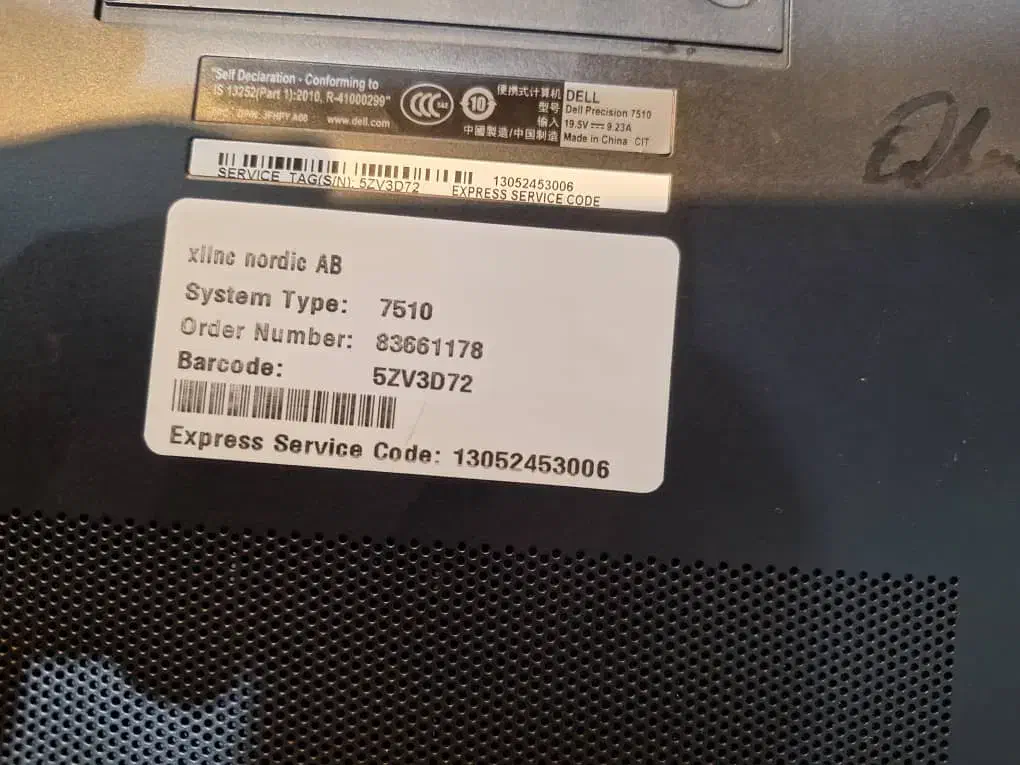 "Self Declaration - Conforming to
IS 13252(Part 1):2010, R-41000299"
www.dell.com
CCC
10
便携式计算机
型号
输入
中國製造/中国制造
DELL
Dell Precision 7510
19.5V 9.23A
Made in China CIT
SERVICE TAG(S/N): 5ZV3D72
13052453006
EXPRESS SERVICE CODE
xlinc nordic AB
System Type: 7510
Order Number: 83661178
Barcode: 5ZV3D72
Express Service Code: 13052453006